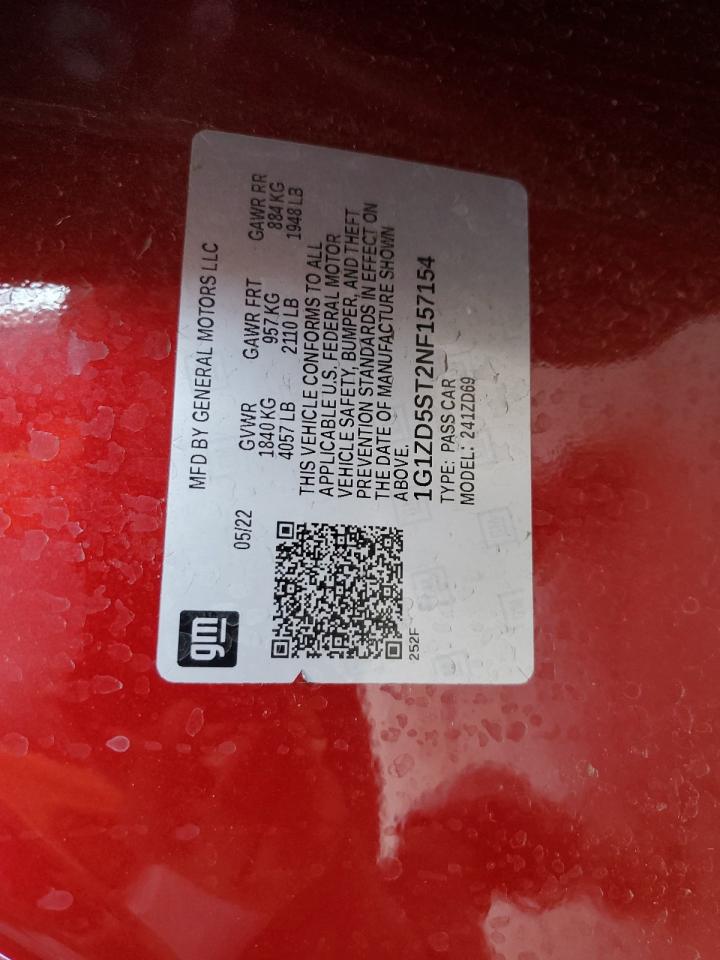 gm
MFD BY GENERAL MOTORS LLC
05/22
GVWR GAWR FRT GAWR RR
1840 KG 957 KG 884 KG
4057 LB 2110 LB 1948 LB
THIS VEHICLE CONFORMS TO ALL
APPLICABLE U.S. FEDERAL MOTOR
VEHICLE SAFETY, BUMPER, AND THEFT
PREVENTION STANDARDS IN EFFECT ON
THE DATE OF MANUFACTURE SHOWN
ABOVE.
1G1ZD5ST2NF157154
TYPE: PASS CAR
MODEL: 241ZD69
252F